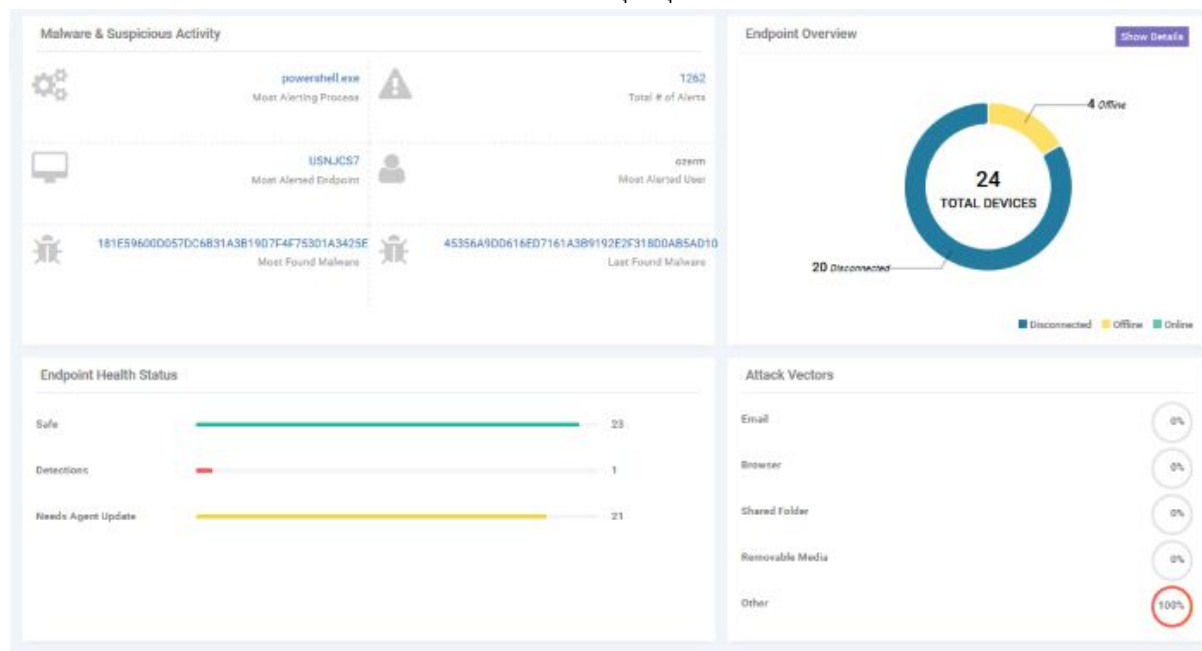 Malware & Suspicious Activity
powershell.exe
Most Alerting Process
1262
Total # of Alerts
USNJCS7
Most Alerted Endpoint
ozerm
Most Alerted User
181E59600D057DC6B31A3B19D7F4F75301A3425E
Most Found Malware
45356A9DD616ED7161A3B9192E2F318D0AB5AD10
Last Found Malware
Endpoint Overview
Show Details
4 Offline
24
TOTAL DEVICES
20 Disconnected
Disconnected Offline Online
Endpoint Health Status
Safe 23
Detections 1
Needs Agent Update 21
Attack Vectors
Email 0%
Browser 0%
Shared Folder 0%
Removable Media 0%
Other 100%